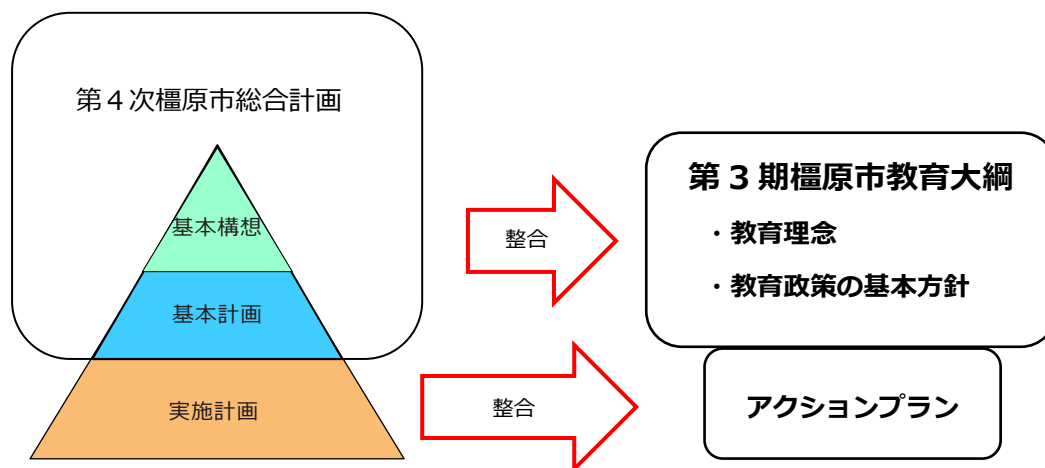 第４次橿原市総合計画
基本構想
基本計画
実施計画
整合
整合
第３期橿原市教育大綱
・教育理念
・教育政策の基本方針
アクションプラン